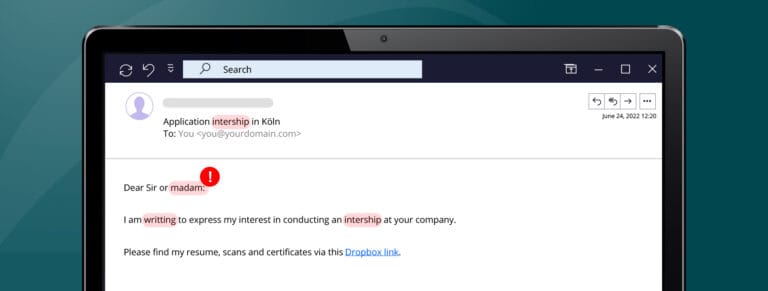 Search
Application intership in Köln
To: You <you@yourdomain.com>
June 24, 2022 12:20
!
Dear Sir or madam:
I am writting to express my interest in conducting an intership at your company.
Please find my resume, scans and certificates via this Dropbox link.